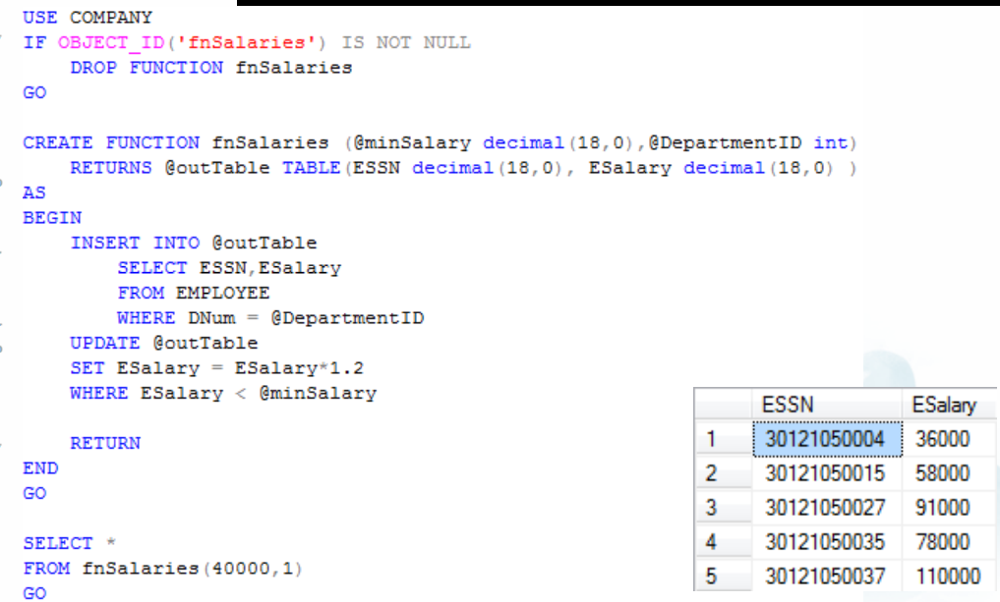 USE COMPANY
IF OBJECT_ID('fnSalaries') IS NOT NULL
    DROP FUNCTION fnSalaries
GO
CREATE FUNCTION fnSalaries (@minSalary decimal(18,0),@DepartmentID int)
    RETURNS @outTable TABLE(ESSN decimal(18,0), ESalary decimal(18,0) )
AS
BEGIN
    INSERT INTO @outTable
        SELECT ESSN,ESalary
        FROM EMPLOYEE
        WHERE DNum = @DepartmentID
    UPDATE @outTable
    SET ESalary = ESalary*1.2
    WHERE ESalary < @minSalary
    RETURN
END
GO
SELECT *
FROM fnSalaries(40000,1)
GO
ESSN ESalary
1 30121050004 36000
2 30121050015 58000
3 30121050027 91000
4 30121050035 78000
5 30121050037 110000